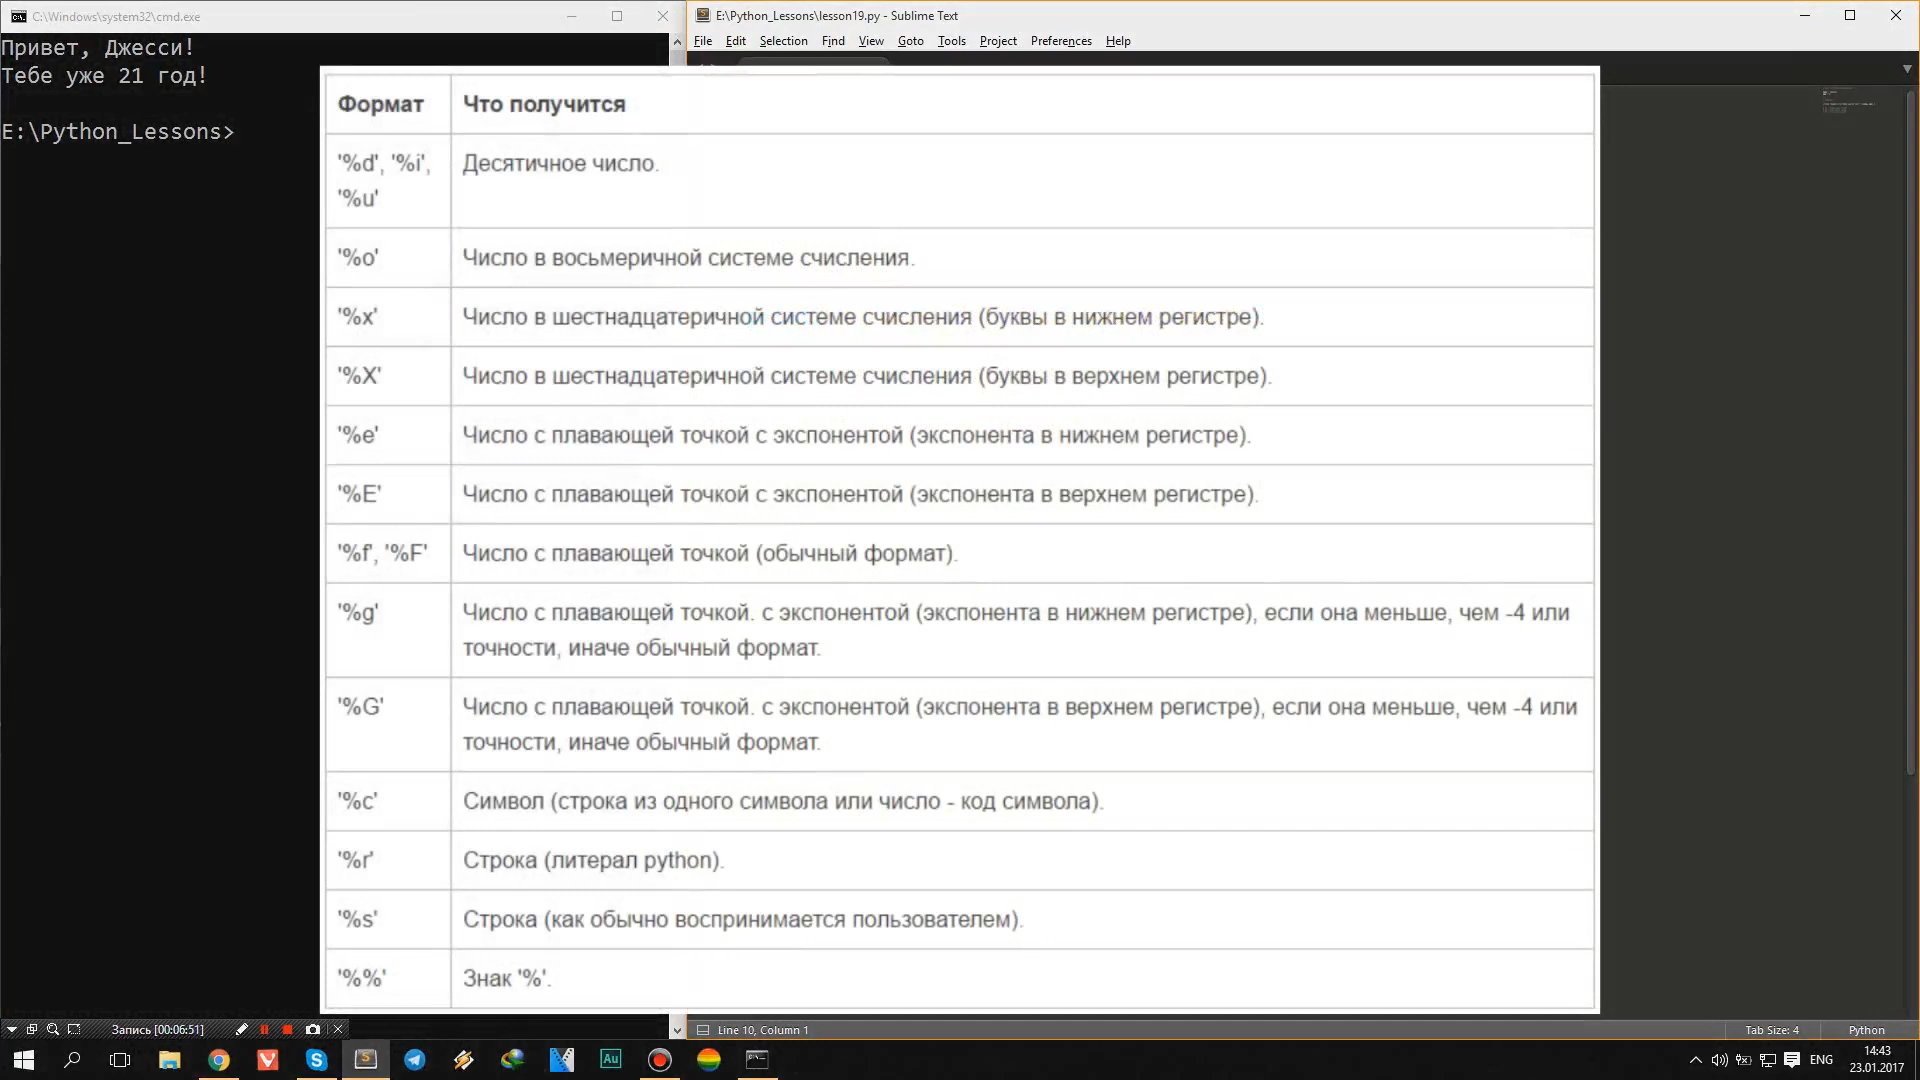 C:\Windows\system32\cmd.exe
Привет, Джесси!
Тебе уже 21 год!
E:\Python_Lessons>
E:\Python_Lessons\lesson19.py - Sublime Text
File Edit Selection Find View Goto Tools Project Preferences Help
Формат Что получится
'%d', '%i', Десятичное число.
'%u'
'%o' Число в восьмеричной системе счисления.
'%x' Число в шестнадцатеричной системе счисления (буквы в нижнем регистре).
'%X' Число в шестнадцатеричной системе счисления (буквы в верхнем регистре).
'%e' Число с плавающей точкой с экспонентой (экспонента в нижнем регистре).
'%E' Число с плавающей точкой с экспонентой (экспонента в верхнем регистре).
'%f', '%F' Число с плавающей точкой (обычный формат).
'%g' Число с плавающей точкой. с экспонентой (экспонента в нижнем регистре), если она меньше, чем -4 или
точности, иначе обычный формат.
'%G' Число с плавающей точкой. с экспонентой (экспонента в верхнем регистре), если она меньше, чем -4 или
точности, иначе обычный формат.
'%c' Символ (строка из одного символа или число - код символа).
'%r' Строка (литерал python).
'%s' Строка (как обычно воспринимается пользователем).
'%%' Знак '%'.
Запись [00:06:51]
Line 10, Column 1 Tab Size: 4 Python
Au
ENG
14:43
23.01.2017